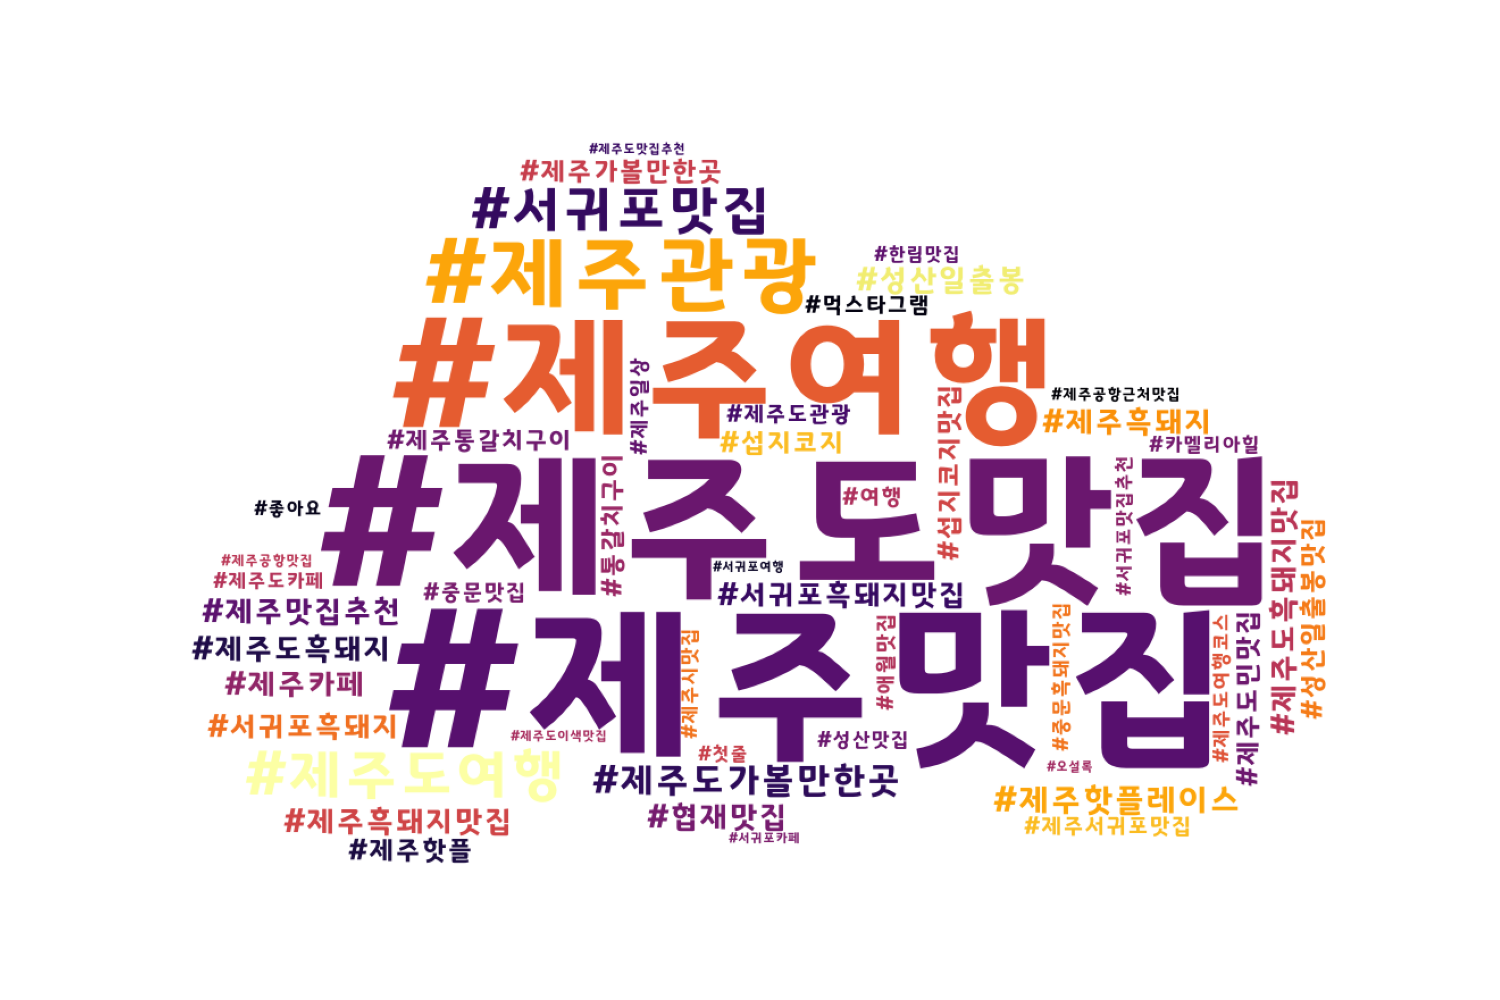 #제주도맛집추천
#제주가볼만한곳
#서귀포맛집
#제주관광
#한림맛집
#성산일출봉
#먹스타그램
#제주여행
#제주일상
#제주도관광
#섭지코지
#섭지코지맛집
#제주공항근처맛집
#제주흑돼지
#카멜리아힐
#제주통갈치구이
#제주도맛집
#통갈치구이
#여행
#서귀포맛집추천
#제주도흑돼지맛집
#성산일출봉맛집
#좋아요
#제주공항맛집
#제주도카페
#중문맛집
#서귀포여행
#서귀포흑돼지맛집
#제주맛집추천
#제주도흑돼지
#제주카페
#제주맛집
#제주시맛집
#애월맛집
#중문흑돼지맛집
#제주도여행코스
#제주도민맛집
#서귀포흑돼지
#제주도이색맛집
#첫줄
#성산맛집
#오설록
#제주도여행
#제주도가볼만한곳
#제주핫플레이스
#제주흑돼지맛집
#협재맛집
#제주서귀포맛집
#서귀포카페
#제주핫플